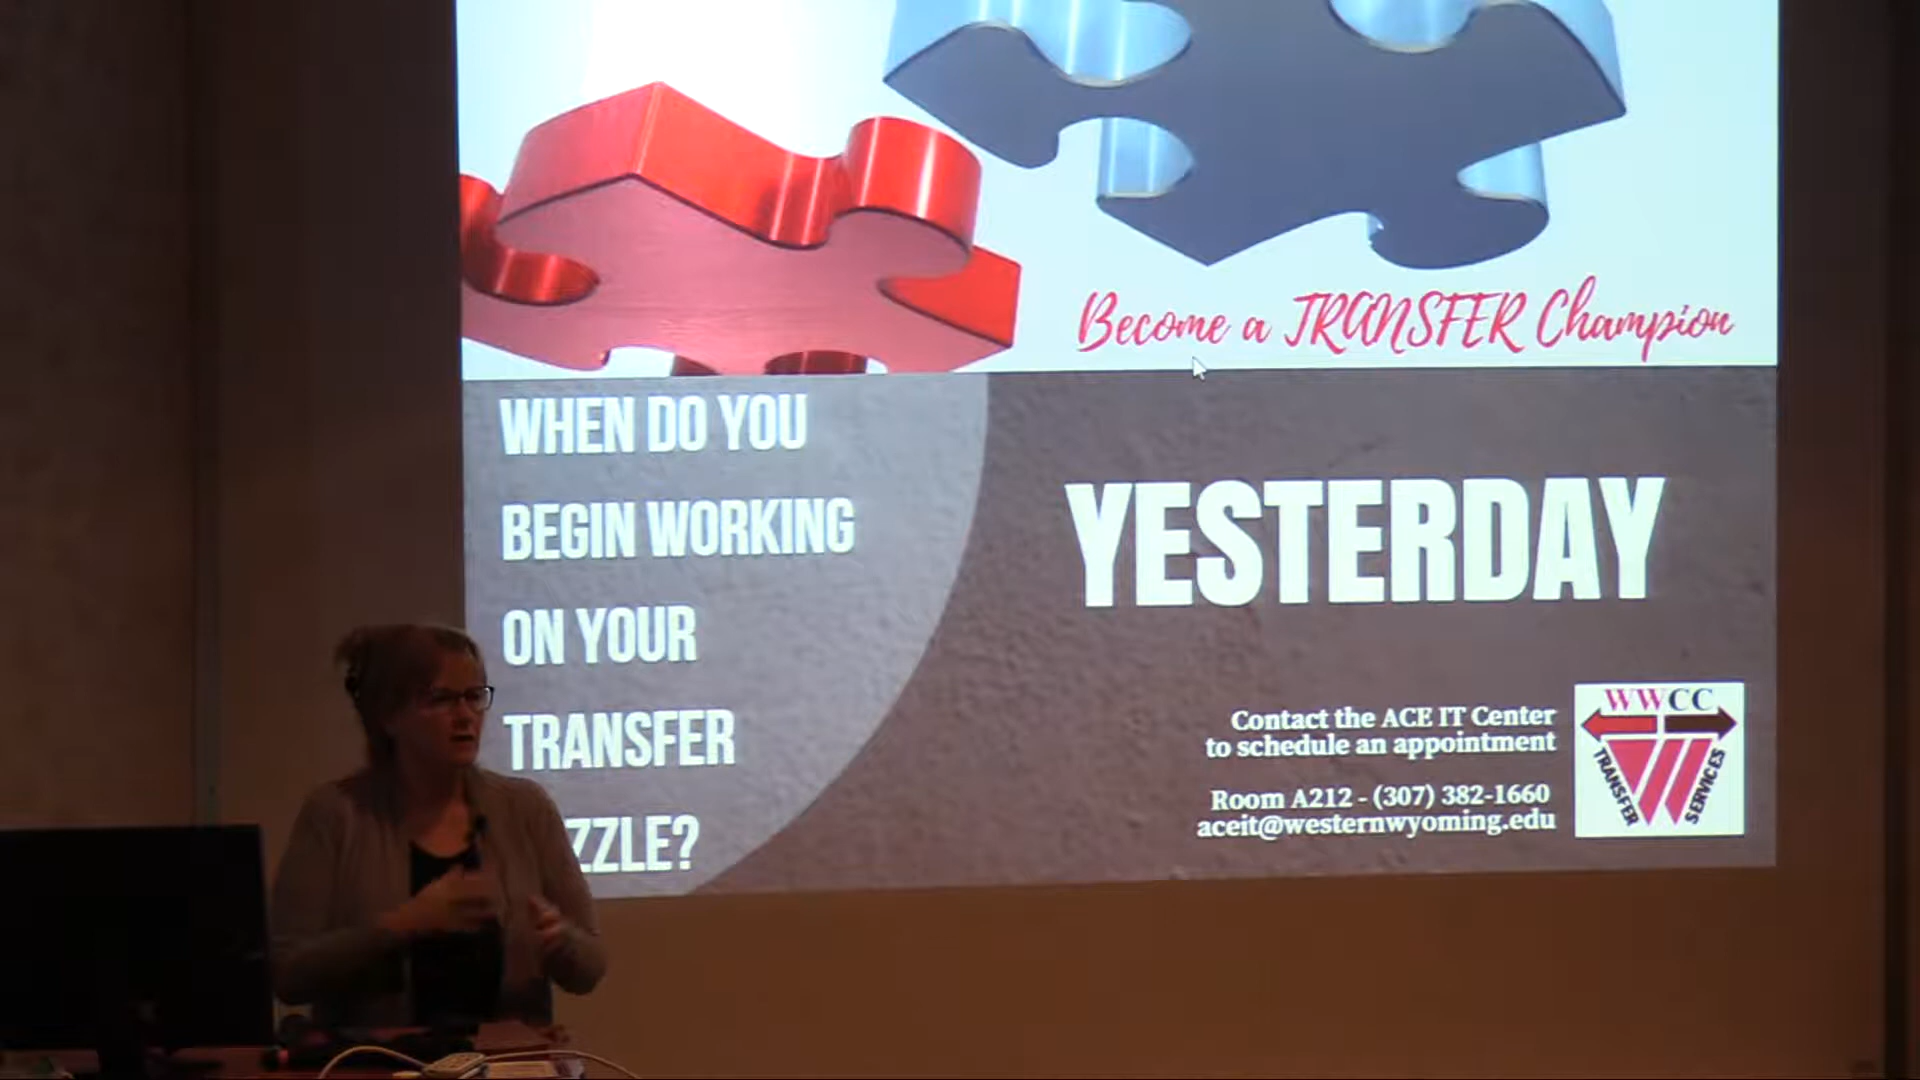 Become a TRANSFER Champion
WHEN DO YOU
BEGIN WORKING
ON YOUR
TRANSFER
ZZLE?
YESTERDAY
Contact the ACE IT Center
to schedule an appointment
Room A212 - (307) 382-1660
aceit@westernwyoming.edu
WWCC
TRANSFER
SERVICES